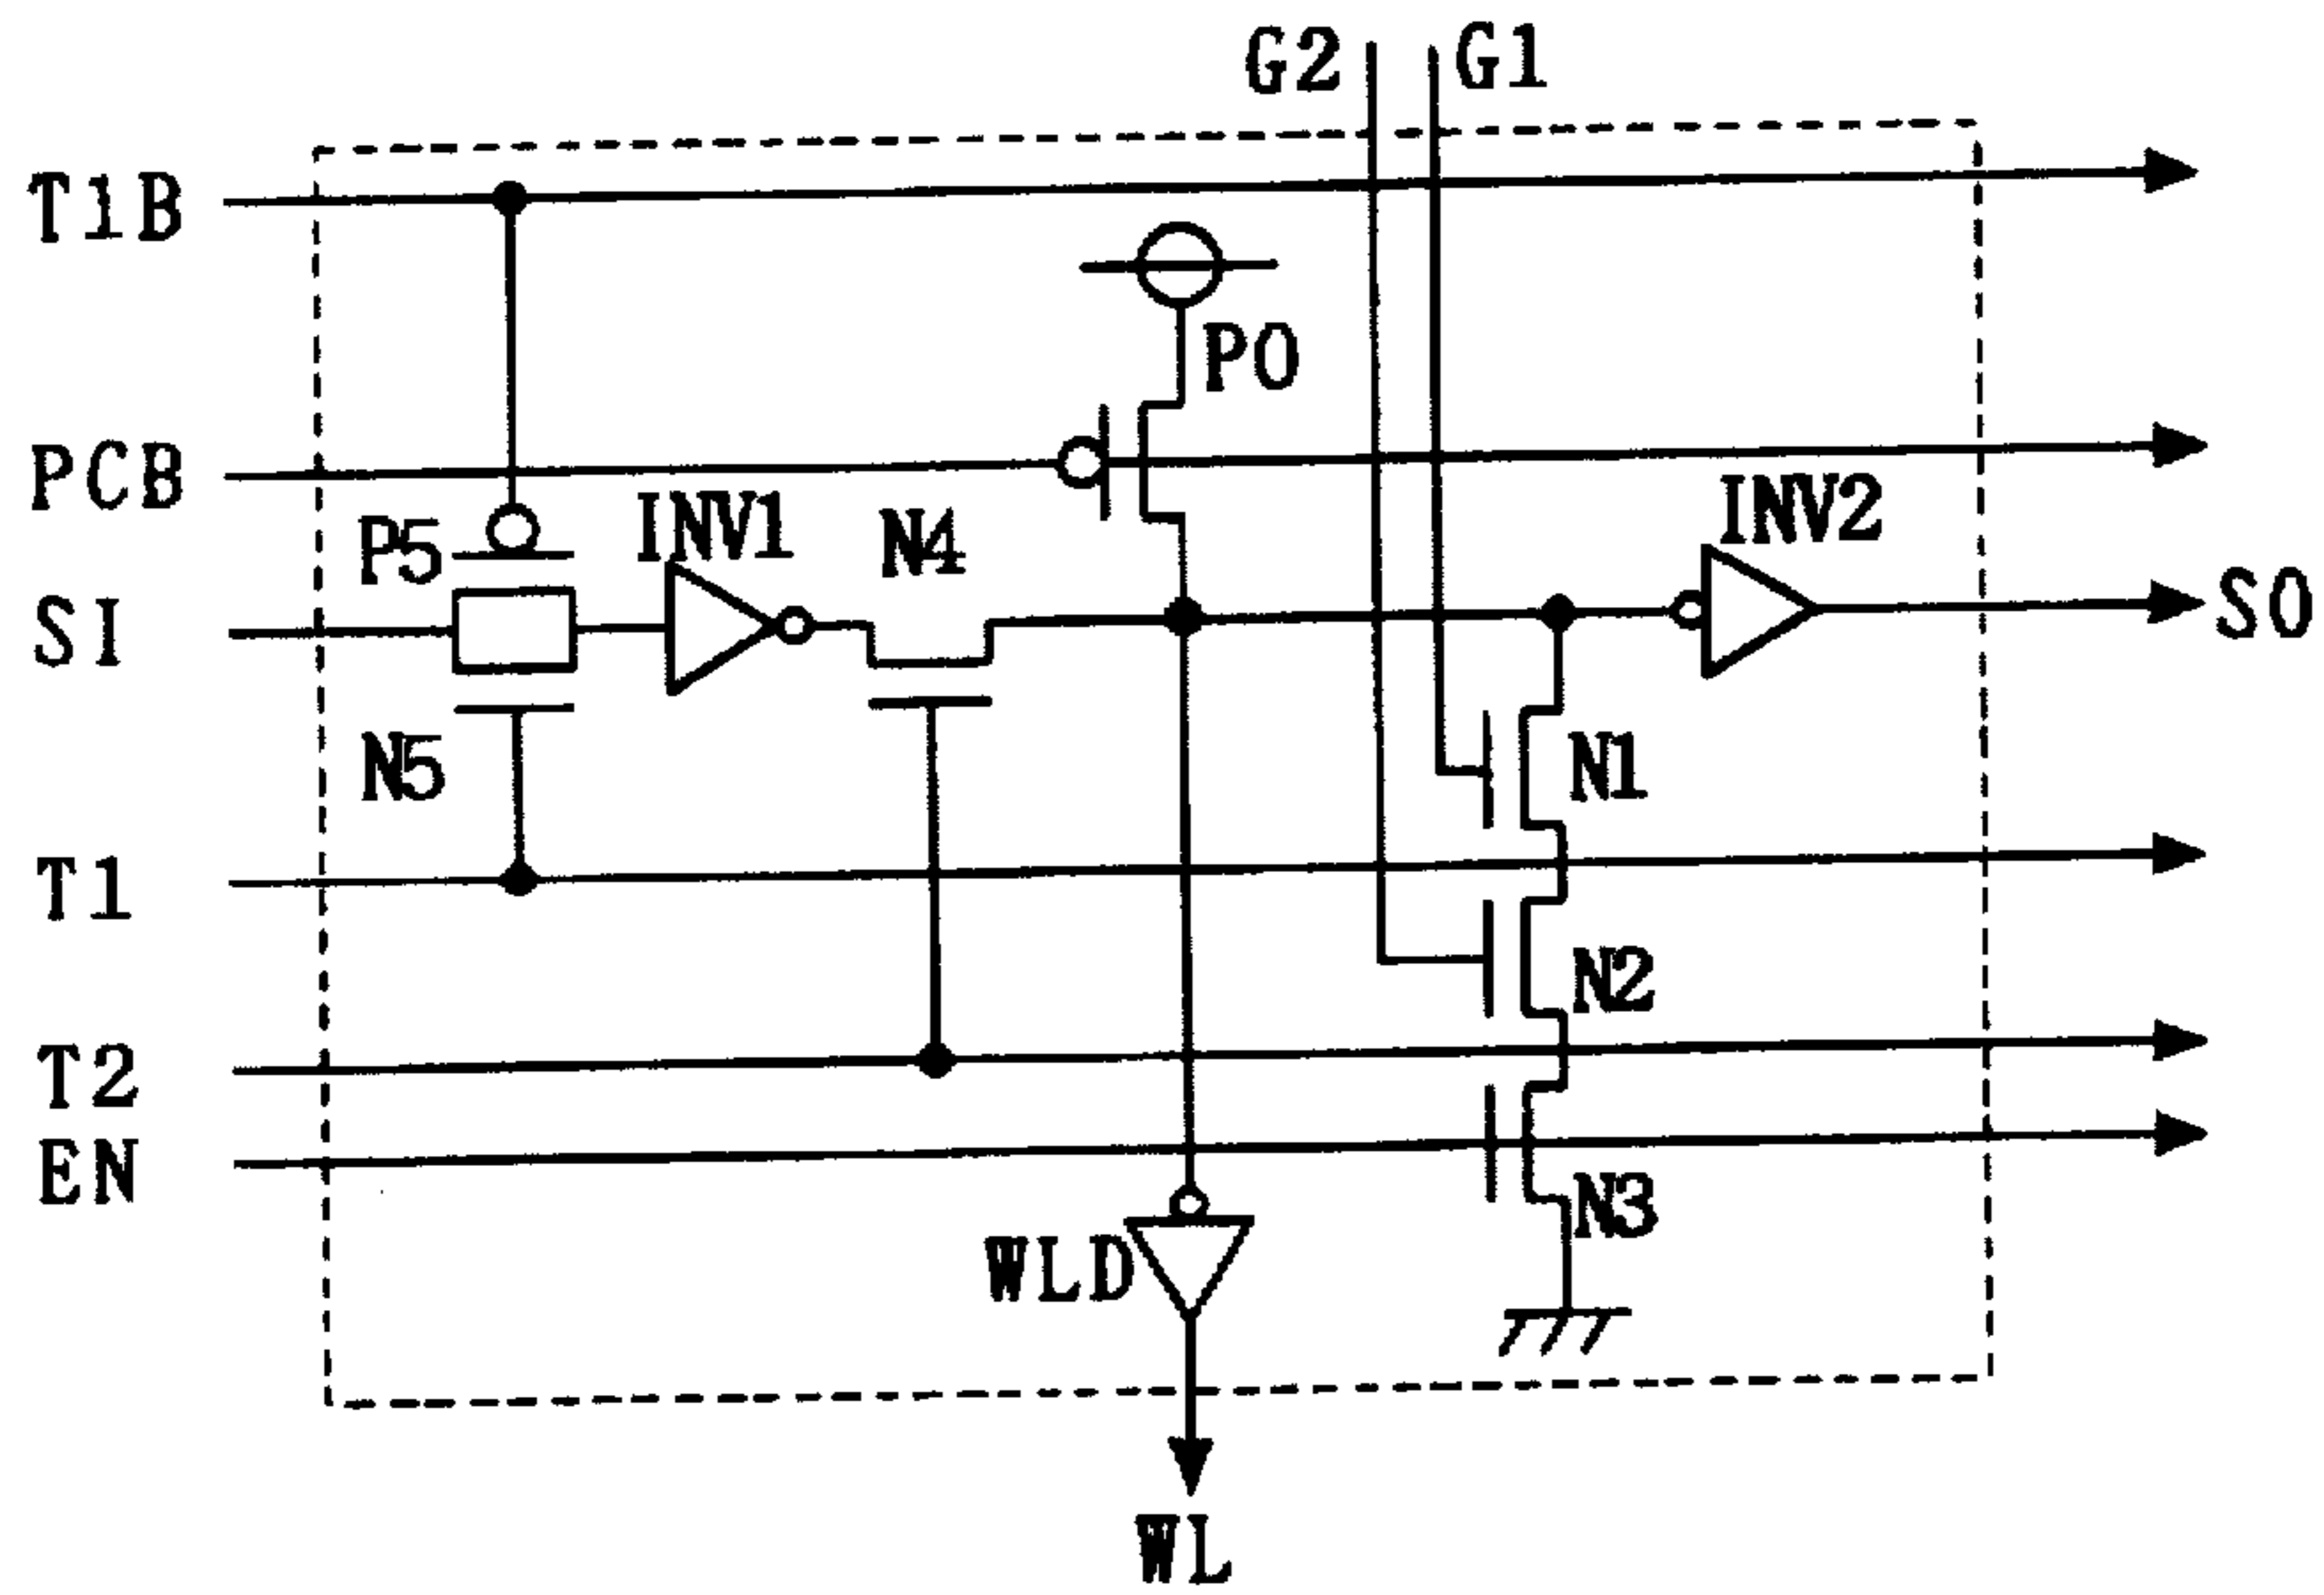 G2 G1
T1B
P0
PCB
P5 INV1 N4 INV2
SI SO
N5 N1
T1
N2
T2
EN
N3
WLD
WL